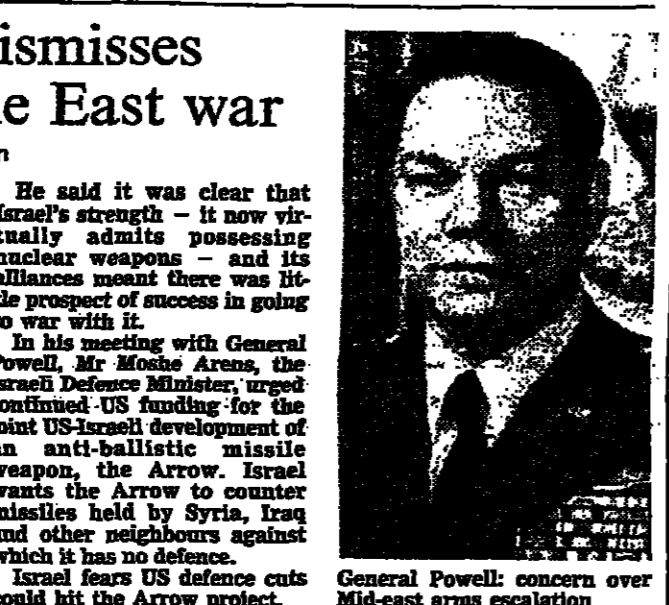 ismisses
e East war
n
He said it was clear that
Israel's strength — it now vir-
tually admits possessing
nuclear weapons — and its
alliances meant there was lit-
tle prospect of success in going
to war with it.
In his meeting with General
Powell, Mr Moshe Arens, the
Israeli Defence Minister, urged
continued US funding for the
joint US-Israeli development of
an anti-ballistic missile
weapon, the Arrow. Israel
wants the Arrow to counter
missiles held by Syria, Iraq
and other neighbours against
which it has no defence.
Israel fears US defence cuts
could hit the Arrow project.
General Powell: concern over
Mid-east arms escalation